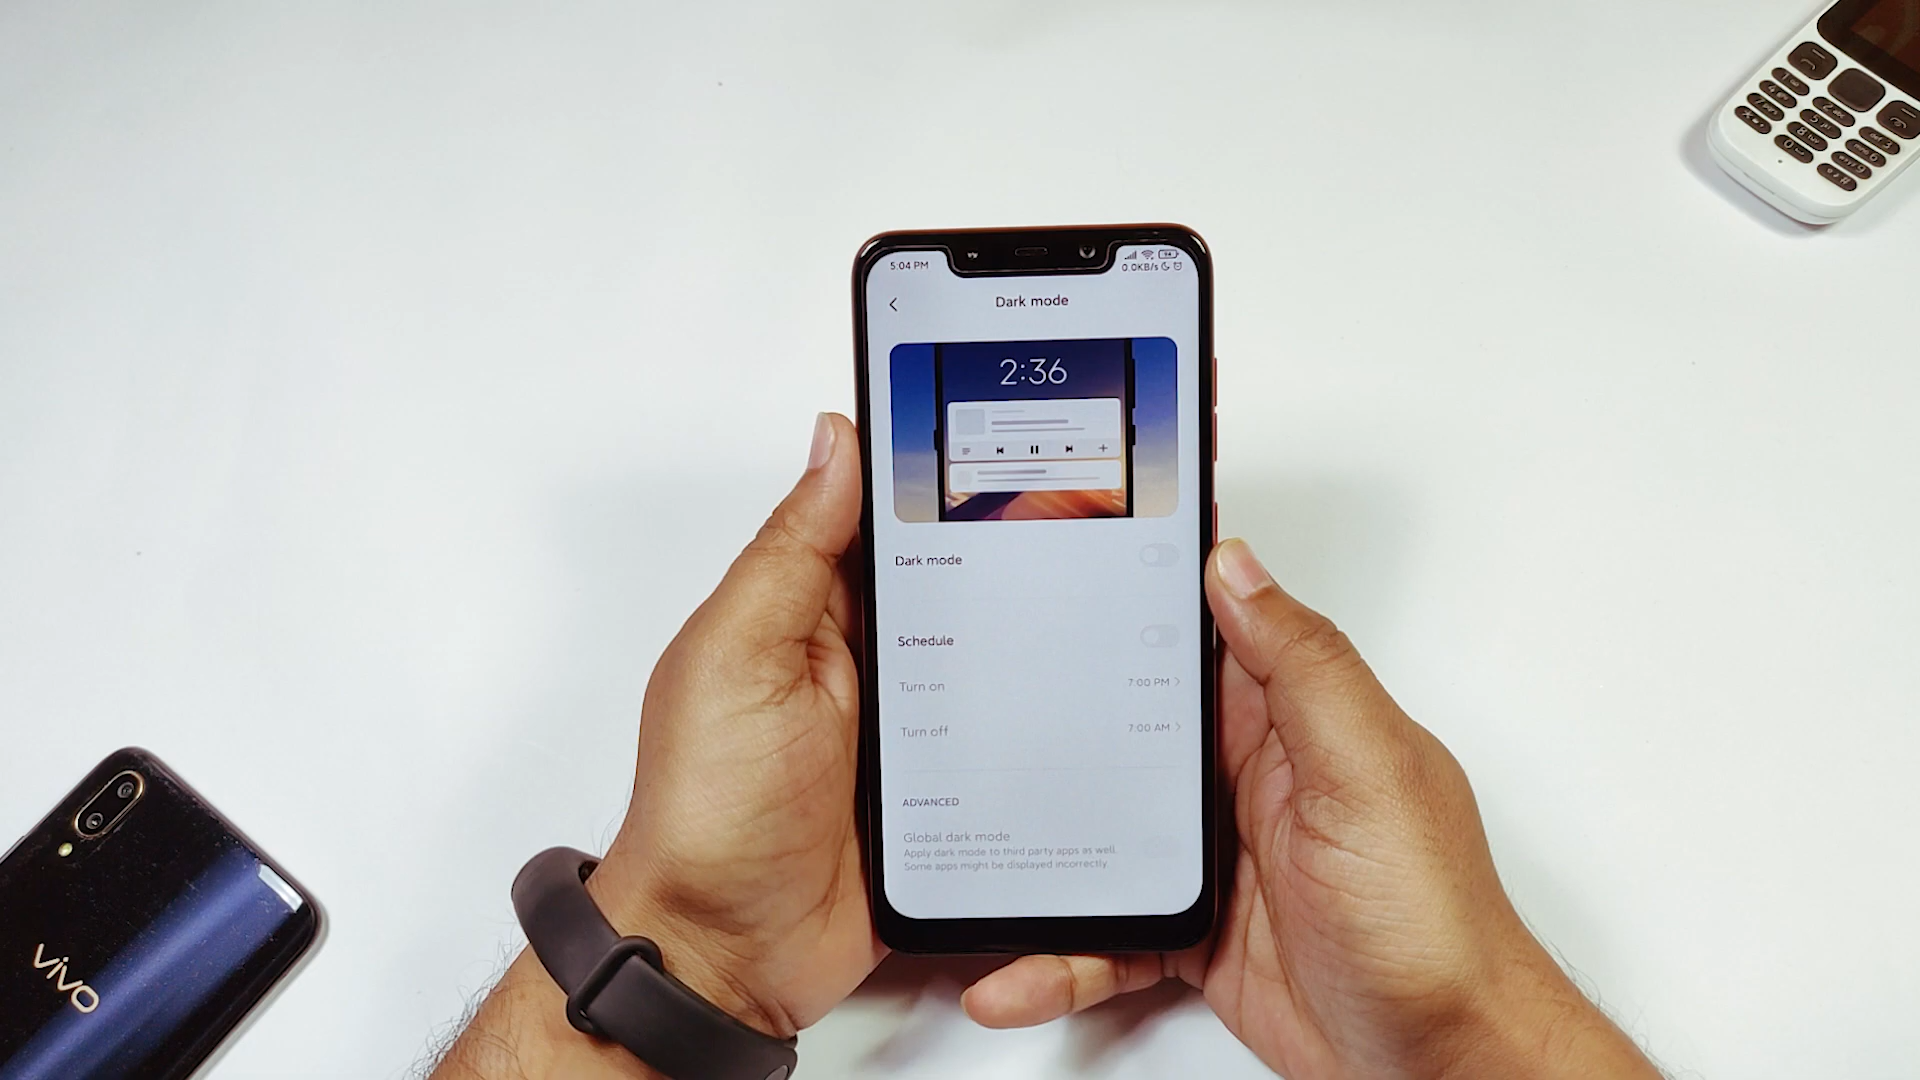 5:04 PM
54
0.0KB/s
Dark mode
2:36
Dark mode
Schedule
Turn on
7:00 PM
Turn off
7:00 AM
ADVANCED
Global dark mode
Apply dark mode to third party apps as well.
Some apps might be displayed incorrectly.
vivo